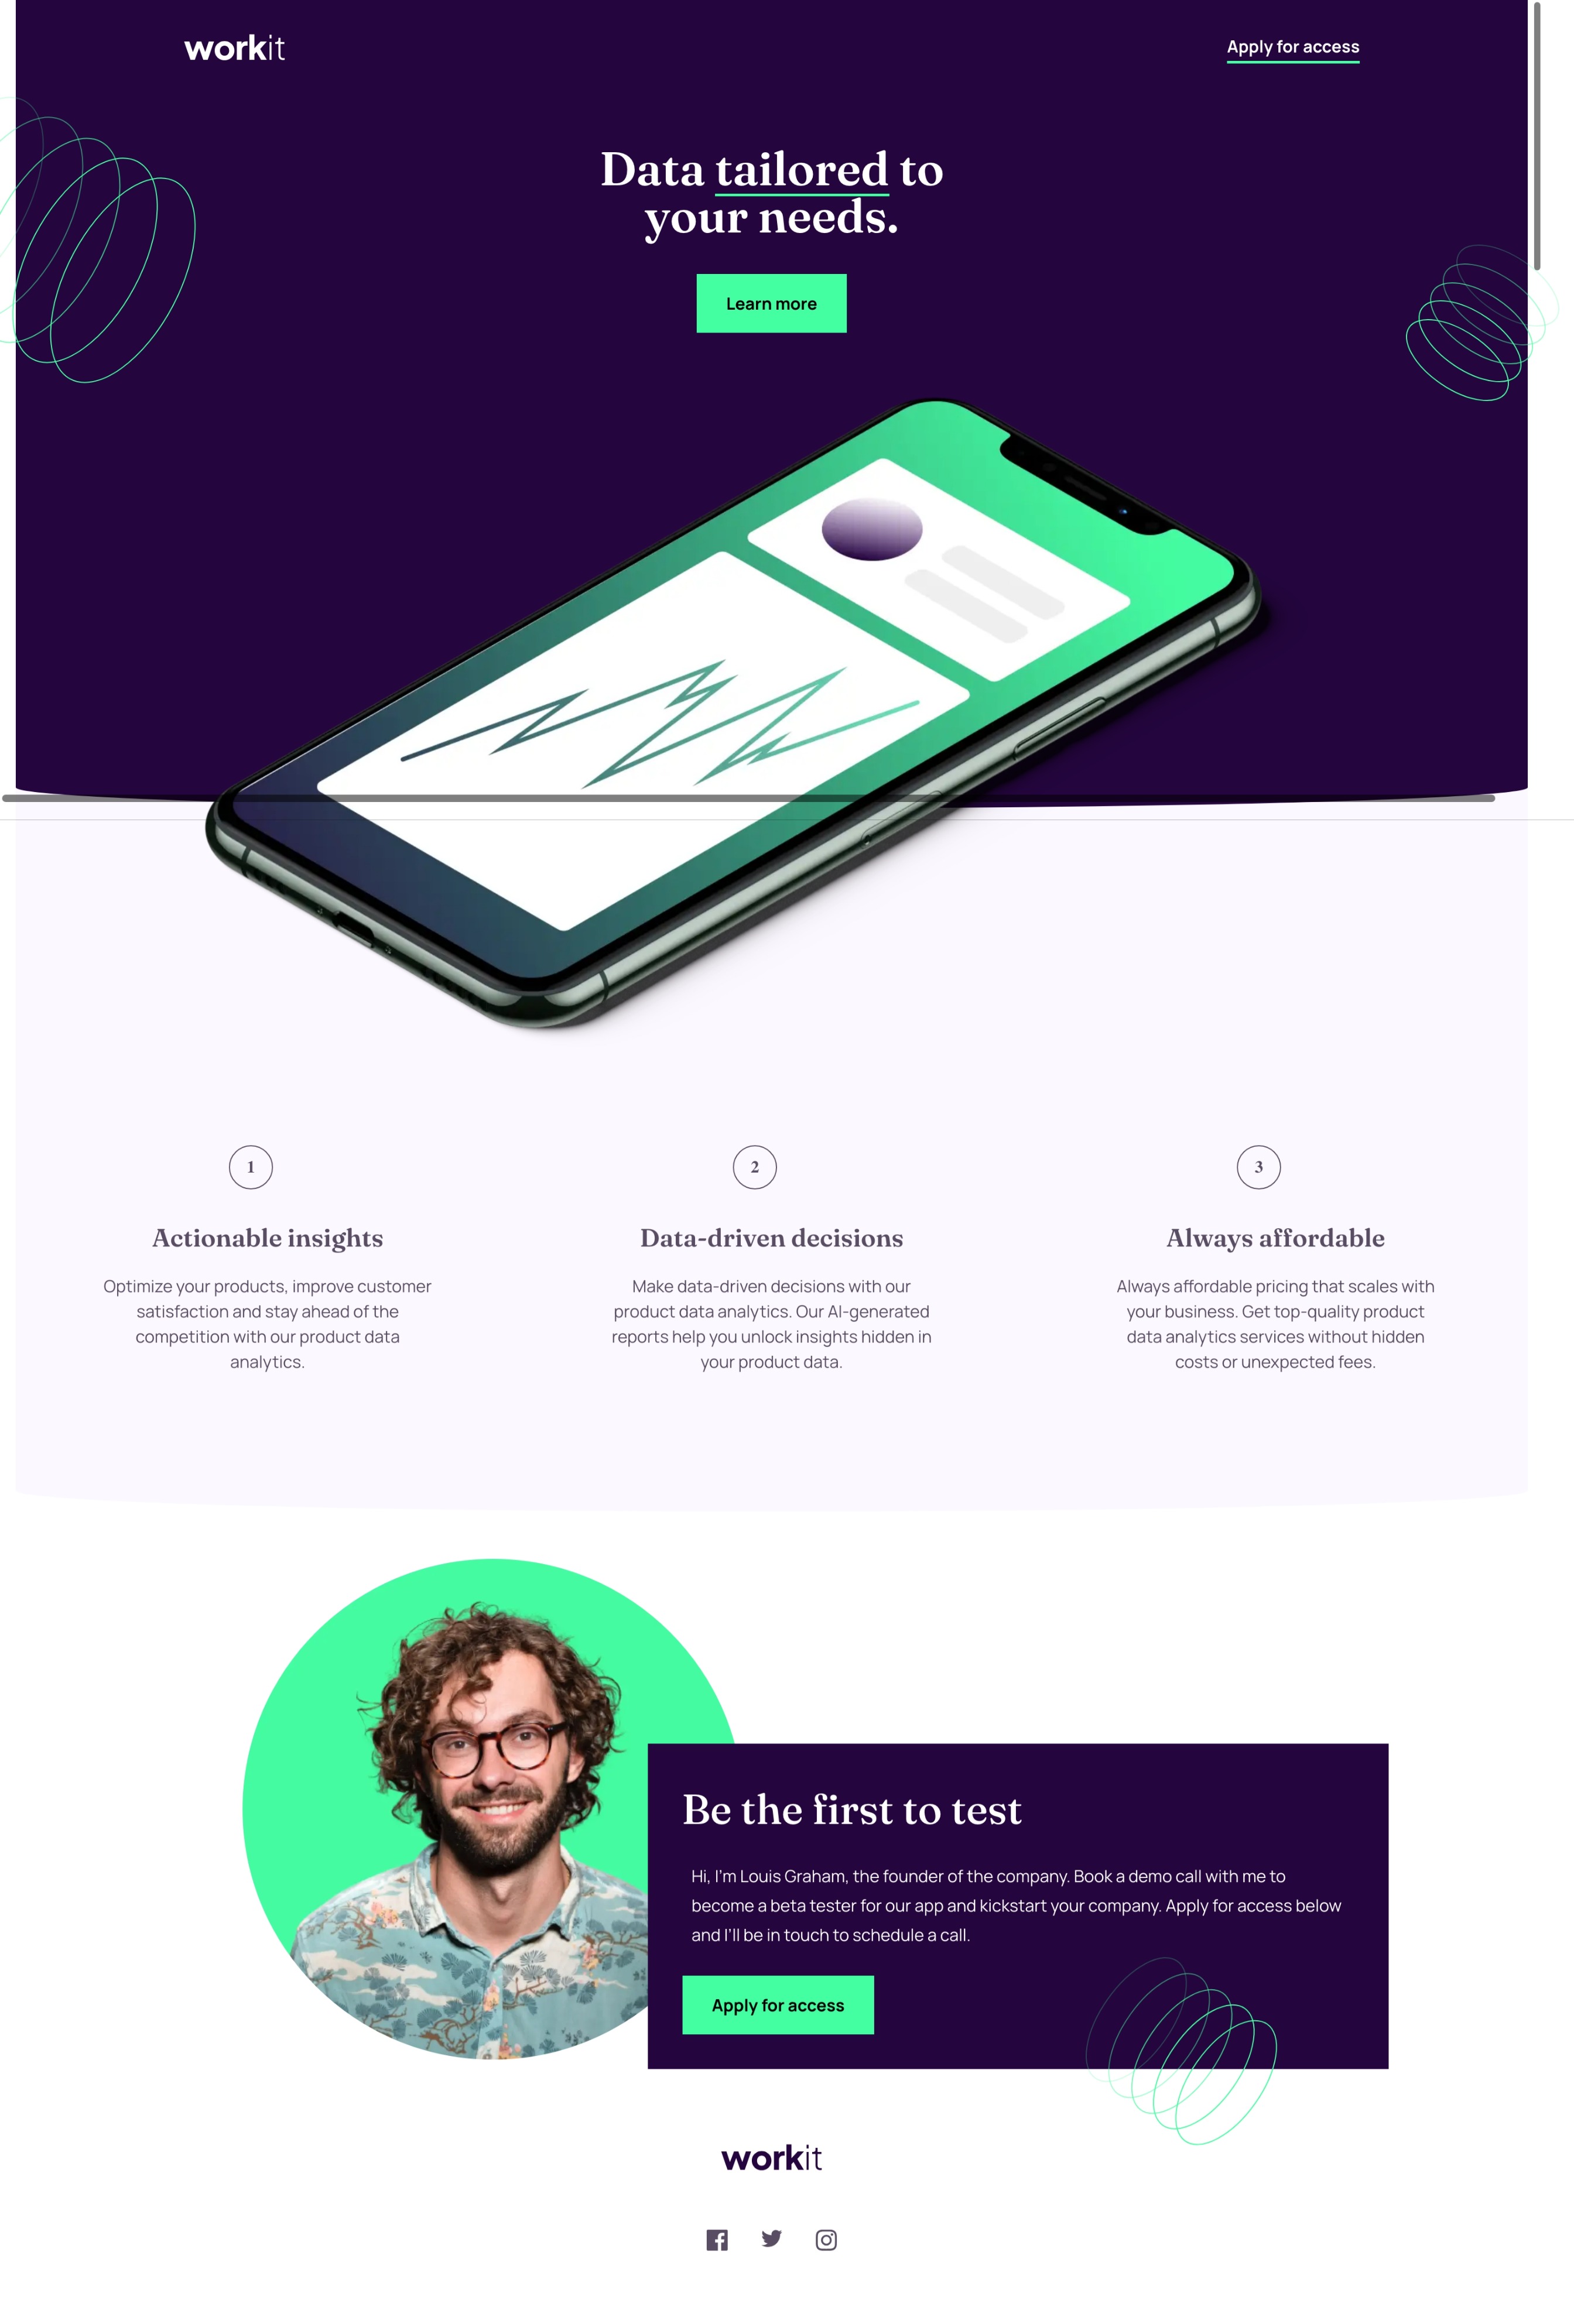 workit
Apply for access
Data tailored to
your needs.
Learn more
1
Actionable insights
Optimize your products, improve customer
satisfaction and stay ahead of the
competition with our product data
analytics.
2
Data-driven decisions
Make data-driven decisions with our
product data analytics. Our AI-generated
reports help you unlock insights hidden in
your product data.
3
Always affordable
Always affordable pricing that scales with
your business. Get top-quality product
data analytics services without hidden
costs or unexpected fees.
Be the first to test
Hi, I'm Louis Graham, the founder of the company. Book a demo call with me to
become a beta tester for our app and kickstart your company. Apply for access below
and I'll be in touch to schedule a call.
Apply for access
workit